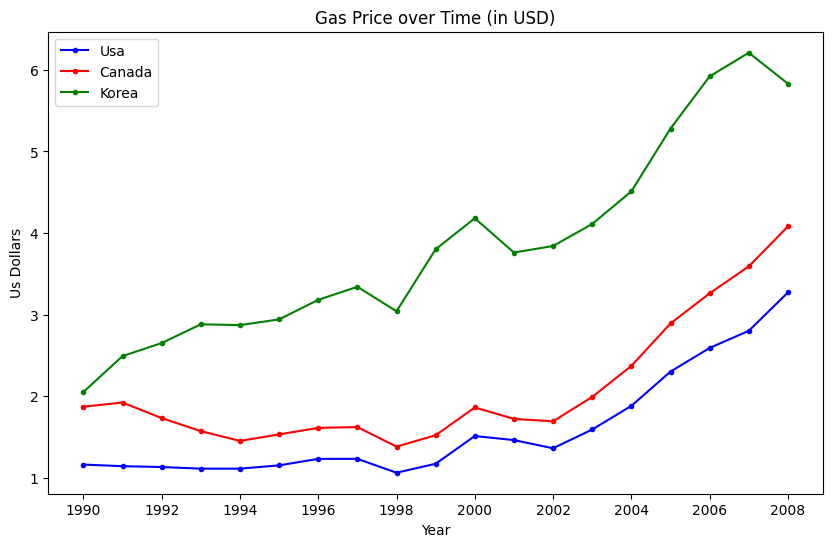 Gas Price over Time (in USD)
Usa
Canada
Korea
Us Dollars
6
5
4
3
2
1
1990 1992 1994 1996 1998 2000 2002 2004 2006 2008
Year